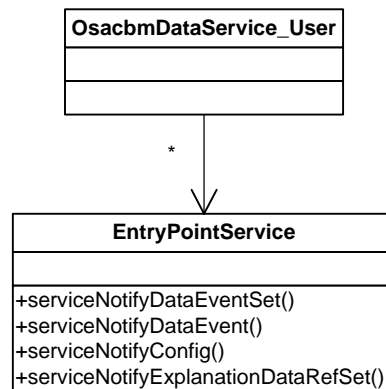 OsacbmDataService_User
*
EntryPointService
+serviceNotifyDataEventSet()
+serviceNotifyDataEvent()
+serviceNotifyConfig()
+serviceNotifyExplanationDataRefSet()